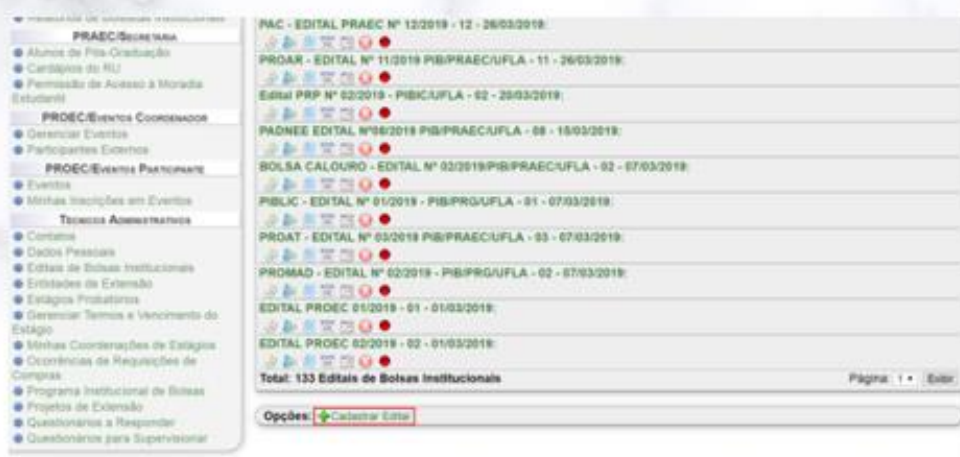 Relatórios de Bolsistas Institucionais
PRAEC/Secretaria
Alunos de Pós-Graduação
Cardápios do RU
Permissão de Acesso à Moradia
Estudantil
PROEC/Eventos Coordenador
Gerenciar Eventos
Participantes Externos
PROEC/Eventos Participante
Eventos
Minhas Inscrições em Eventos
Técnicos Administrativos
Contatos
Dados Pessoais
Editais de Bolsas Institucionais
Entidades de Extensão
Estágios Probatórios
Gerenciar Termos e Vencimento do
Estágio
Minhas Coordenações de Estágios
Ocorrências de Requisições de
Compras
Programa Institucional de Bolsas
Projetos de Extensão
Questionários a Responder
Questionários para Supervisionar
PAC - EDITAL PRAEC Nº 12/2019 - 12 - 26/03/2019:
PROAR - EDITAL Nº 11/2019 PIB/PRAEC/UFLA - 11 - 26/03/2019:
Edital PRP Nº 02/2019 - PIBIC/UFLA - 02 - 20/03/2019:
PADNEE EDITAL Nº08/2019 PIB/PRAEC/UFLA - 08 - 15/03/2019:
BOLSA CALOURO - EDITAL Nº 02/2019/PIB/PRAEC/UFLA - 02 - 07/03/2019:
PIBLIC - EDITAL Nº 01/2019 - PIB/PRG/UFLA - 01 - 07/03/2019:
PROAT - EDITAL Nº 03/2019 PIB/PRAEC/UFLA - 03 - 07/03/2019:
PROMAD - EDITAL Nº 02/2019 - PIB/PRG/UFLA - 02 - 07/03/2019:
EDITAL PROEC 01/2019 - 01 - 01/03/2019:
EDITAL PROEC 02/2019 - 02 - 01/03/2019:
Total: 133 Editais de Bolsas Institucionais
Página: 1 Exibir
Opções: Cadastrar Edital